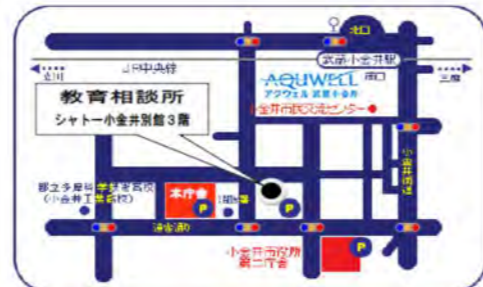 北口
武蔵小金井駅
立川
JR中央線
南口
三鷹
AQUWELL
アクウェル 武蔵小金井
教育相談所
シャトー小金井別館3階
小金井市民交流センター
小金井街道
都立多摩科学技術高校
(小金井工業高校)
本庁舎
P
P
連雀通り
小金井市役所
第二庁舎
P